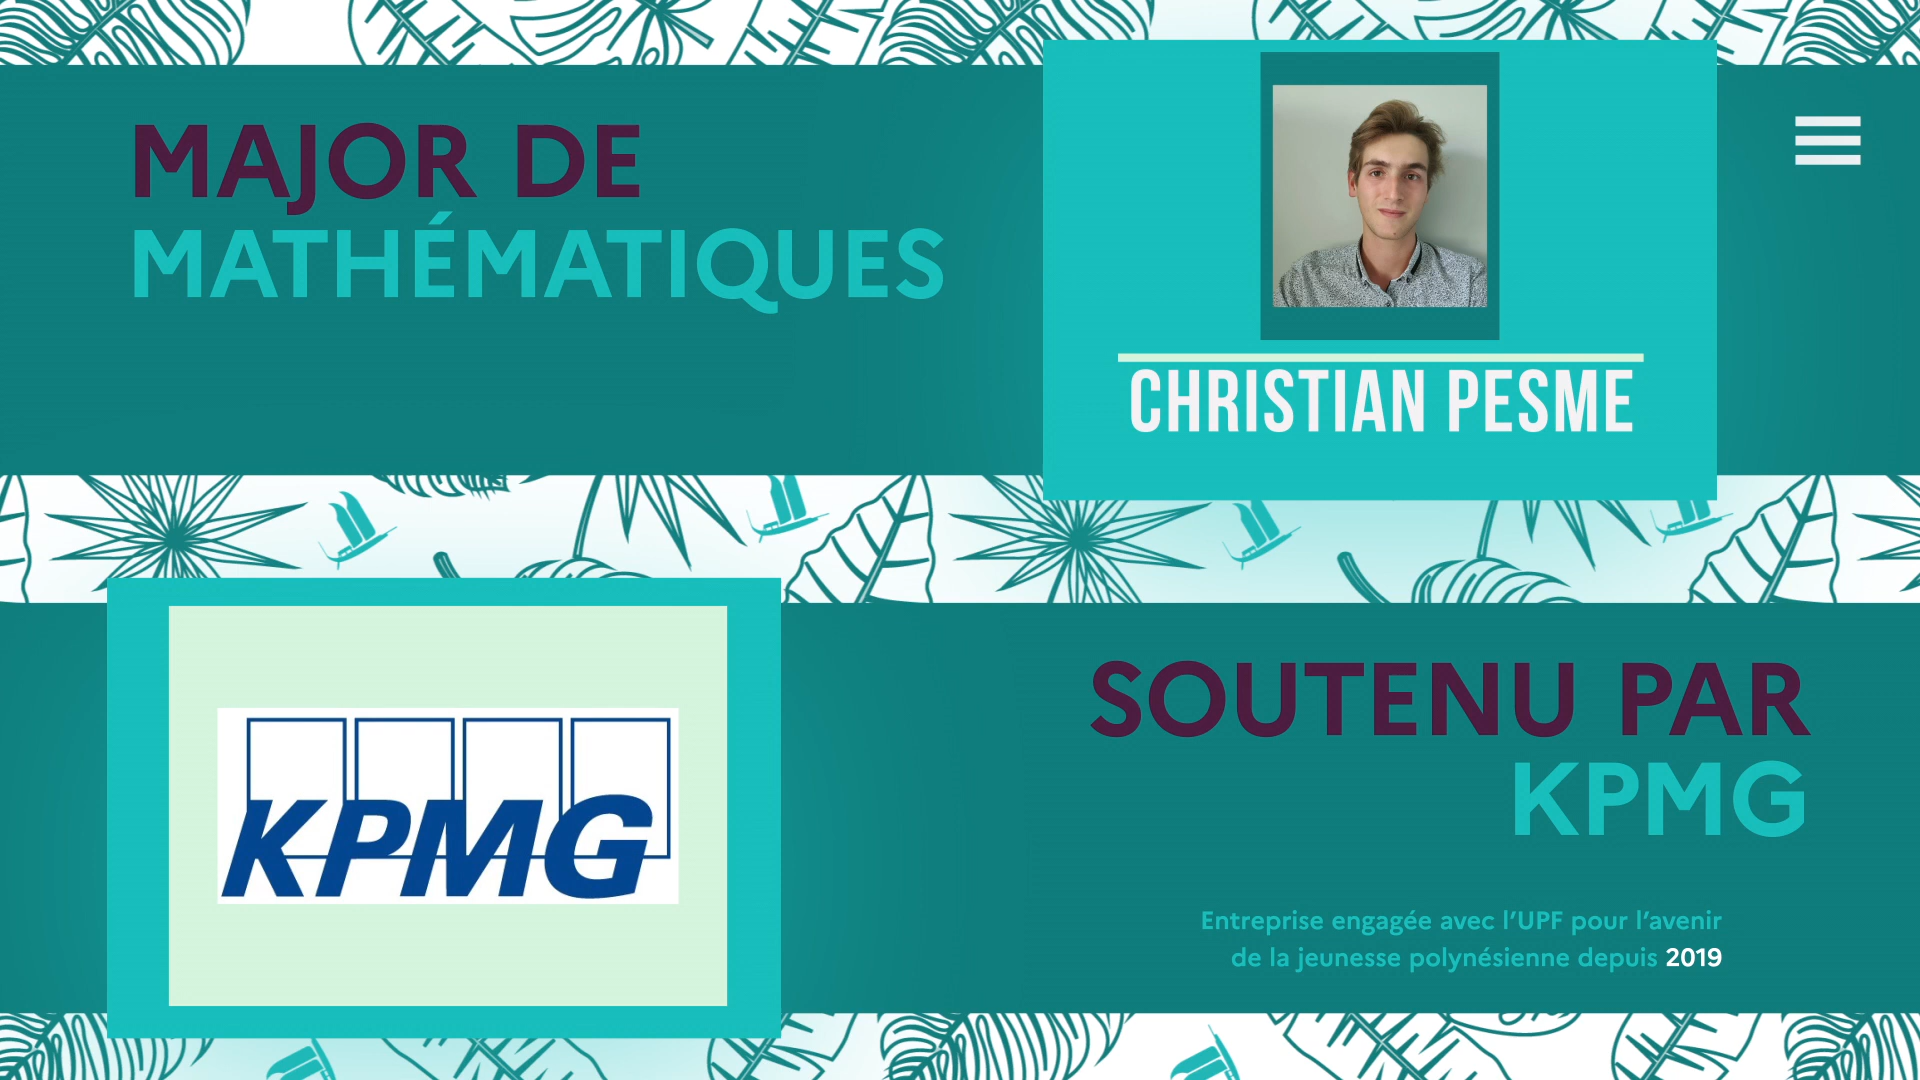 MAJOR DE
MATHÉMATIQUES
CHRISTIAN PESME
KPMG
SOUTENU PAR
KPMG
Entreprise engagée avec l’UPF pour l’avenir
de la jeunesse polynésienne depuis 2019